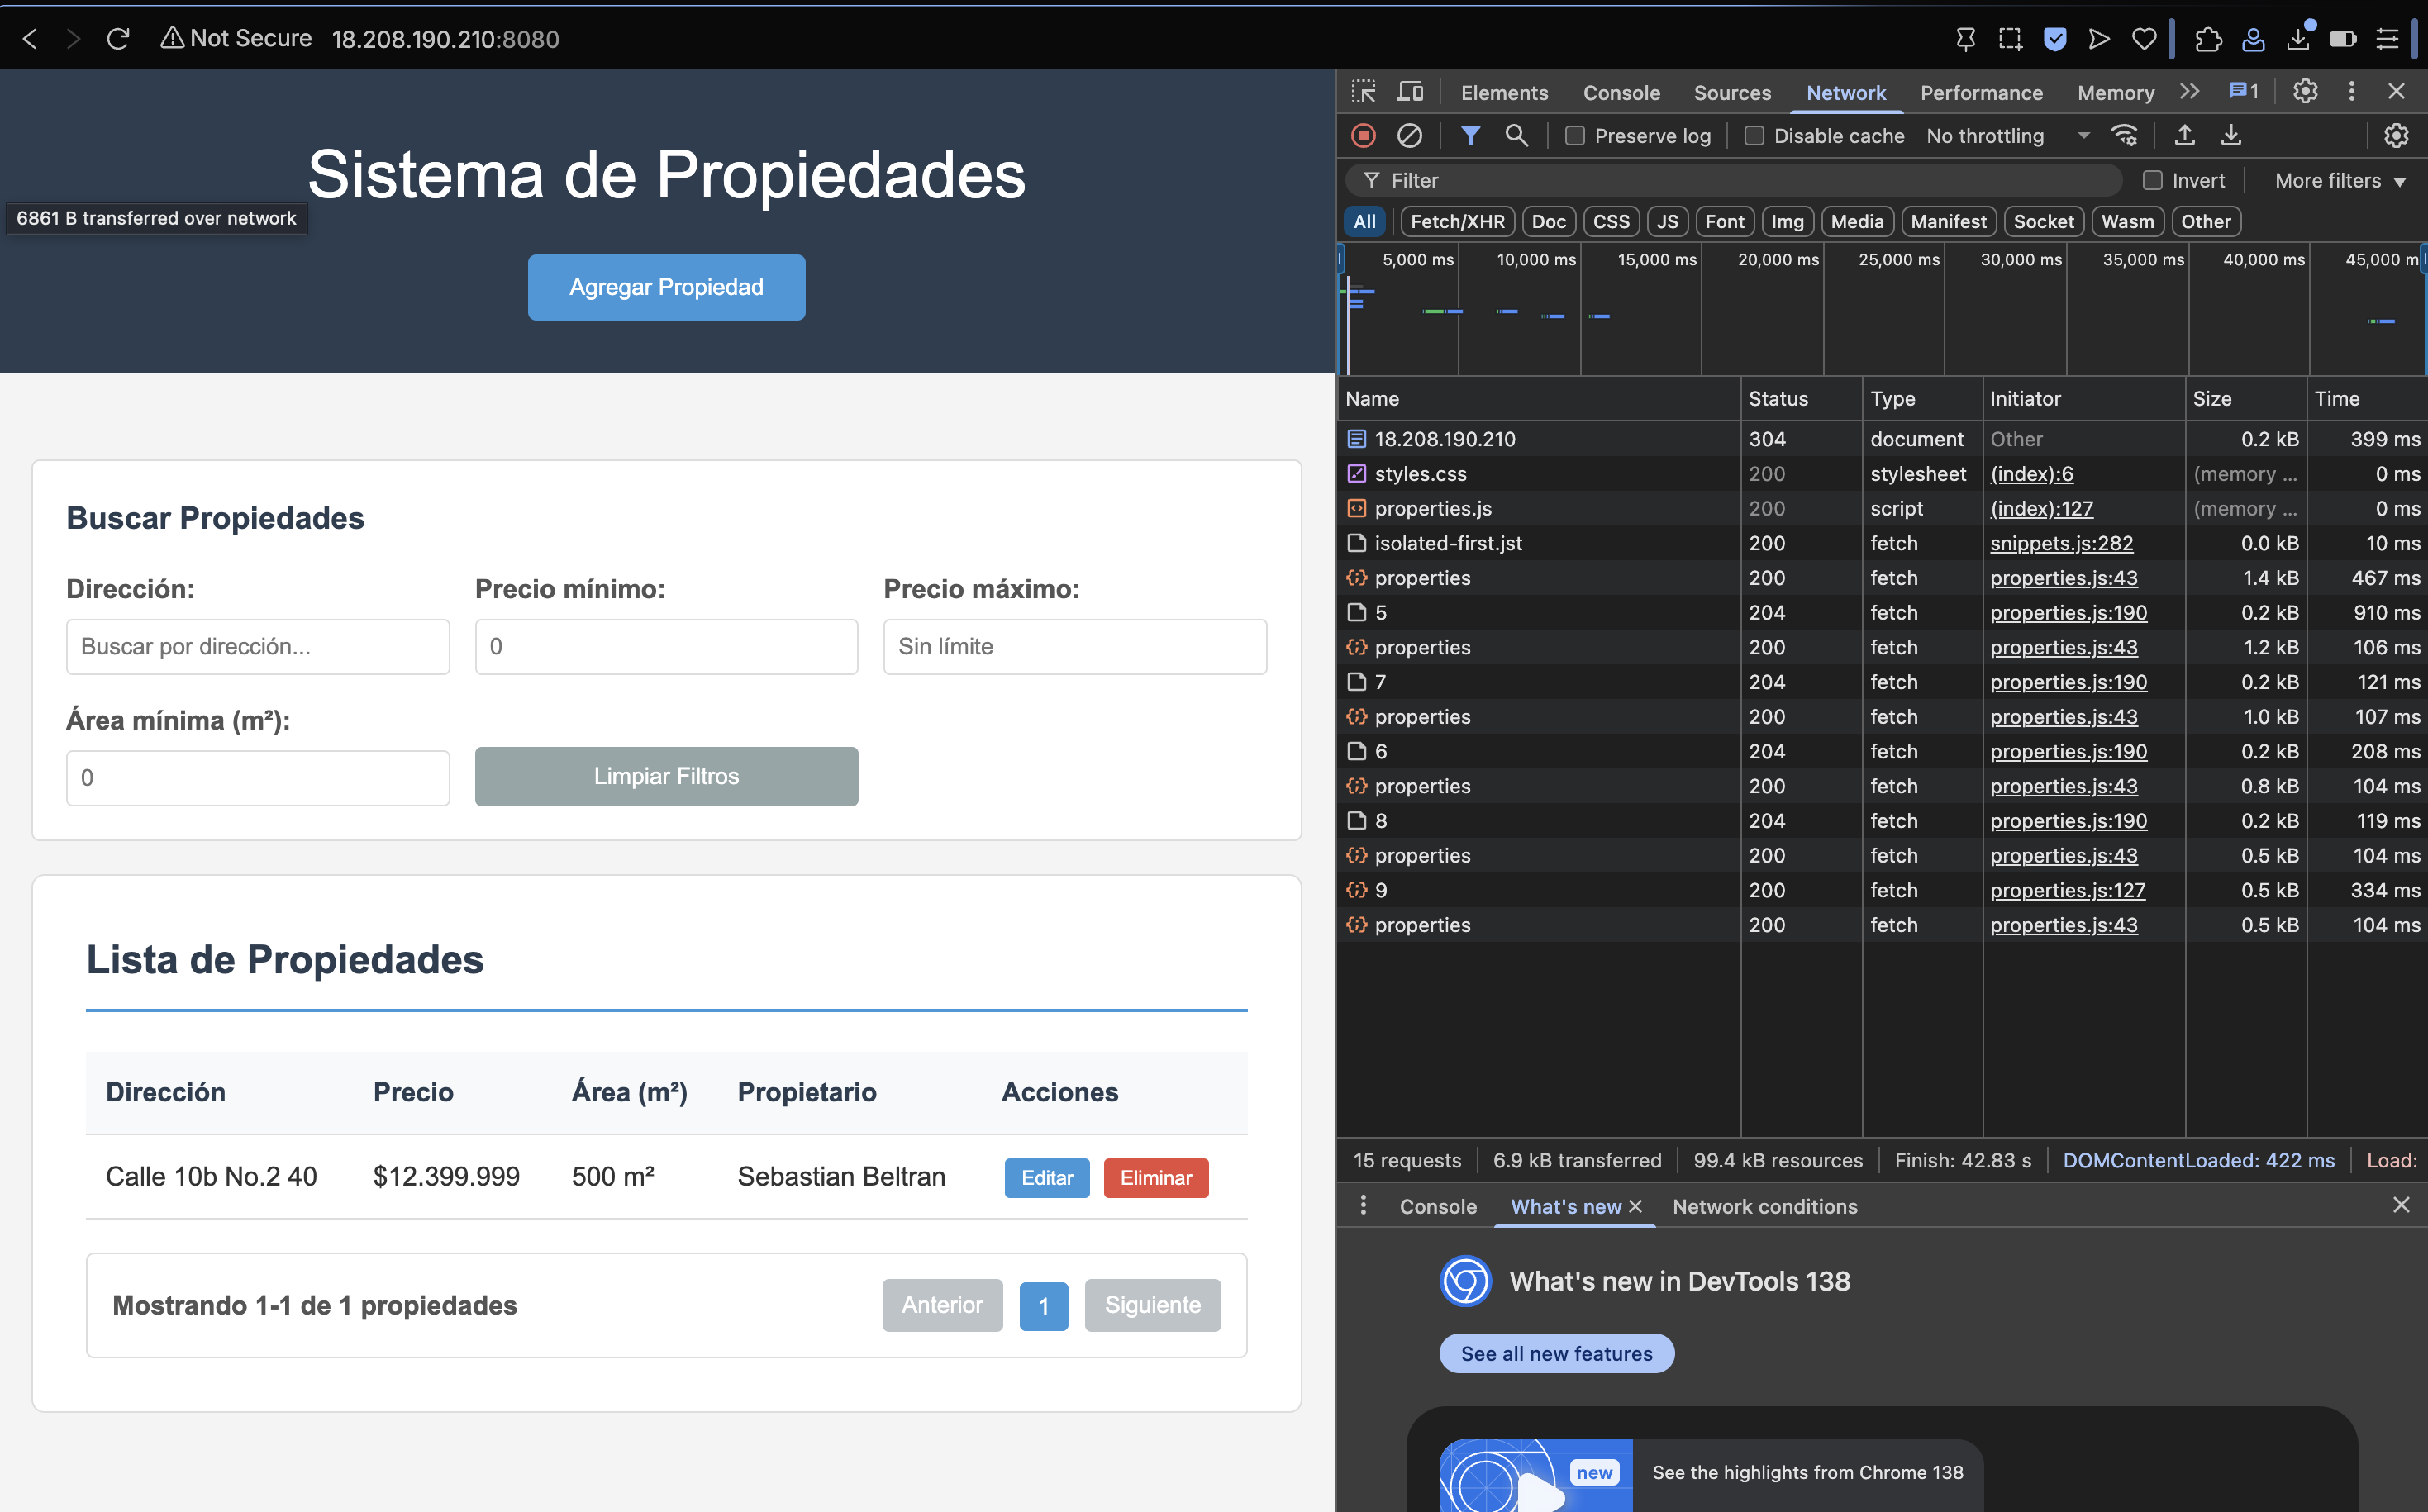 Not Secure 18.208.190.210:8080
Sistema de Propiedades
6861 B transferred over network
Agregar Propiedad
Buscar Propiedades
Dirección: Precio mínimo: Precio máximo:
Buscar por dirección... 0 Sin límite
Área mínima (m²):
0 Limpiar Filtros
Lista de Propiedades
Dirección Precio Área (m²) Propietario Acciones
Calle 10b No.2 40 $12.399.999 500 m² Sebastian Beltran Editar Eliminar
Mostrando 1-1 de 1 propiedades Anterior 1 Siguiente
Elements Console Sources Network Performance Memory 1
Preserve log Disable cache No throttling
Filter Invert More filters
All Fetch/XHR Doc CSS JS Font Img Media Manifest Socket Wasm Other
5,000 ms 10,000 ms 15,000 ms 20,000 ms 25,000 ms 30,000 ms 35,000 ms 40,000 ms 45,000 m
Name Status Type Initiator Size Time
18.208.190.210 304 document Other 0.2 kB 399 ms
styles.css 200 stylesheet (index):6 (memory ... 0 ms
properties.js 200 script (index):127 (memory ... 0 ms
isolated-first.jst 200 fetch snippets.js:282 0.0 kB 10 ms
properties 200 fetch properties.js:43 1.4 kB 467 ms
5 204 fetch properties.js:190 0.2 kB 910 ms
properties 200 fetch properties.js:43 1.2 kB 106 ms
7 204 fetch properties.js:190 0.2 kB 121 ms
properties 200 fetch properties.js:43 1.0 kB 107 ms
6 204 fetch properties.js:190 0.2 kB 208 ms
properties 200 fetch properties.js:43 0.8 kB 104 ms
8 204 fetch properties.js:190 0.2 kB 119 ms
properties 200 fetch properties.js:43 0.5 kB 104 ms
9 200 fetch properties.js:127 0.5 kB 334 ms
properties 200 fetch properties.js:43 0.5 kB 104 ms
15 requests 6.9 kB transferred 99.4 kB resources Finish: 42.83 s DOMContentLoaded: 422 ms Load:
Console What's new Network conditions
What's new in DevTools 138
See all new features
new
See the highlights from Chrome 138